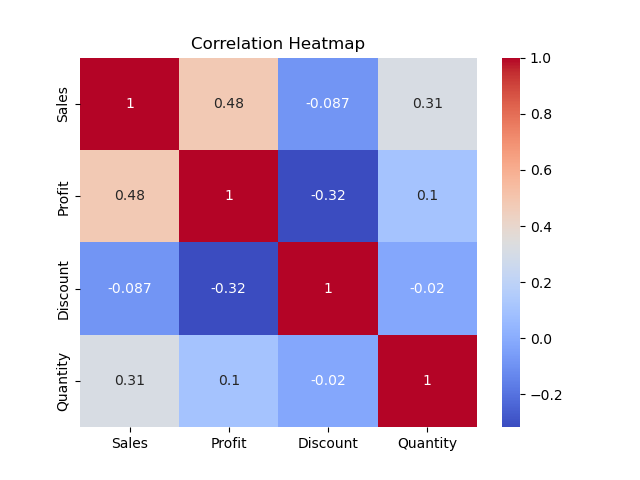 Correlation Heatmap
Sales 1 0.48 -0.087 0.31
Profit 0.48 1 -0.32 0.1
Discount -0.087 -0.32 1 -0.02
Quantity 0.31 0.1 -0.02 1
Sales Profit Discount Quantity
1.0
0.8
0.6
0.4
0.2
0.0
−0.2